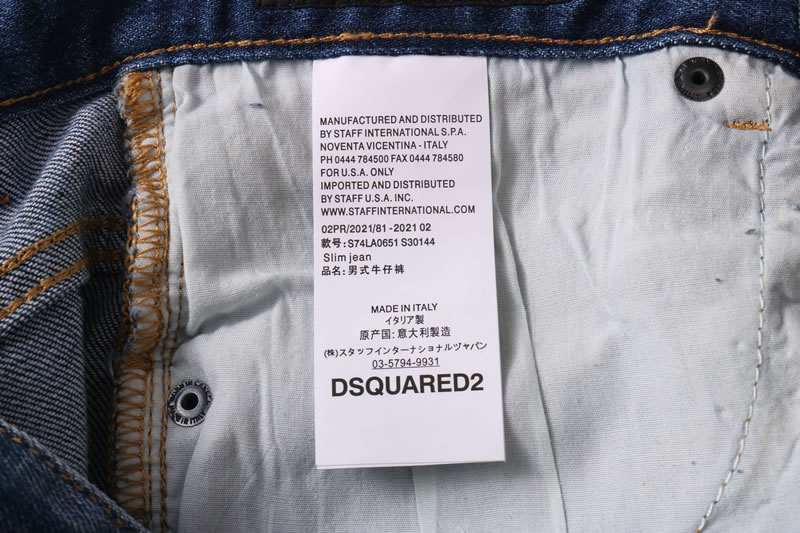 MANUFACTURED AND DISTRIBUTED
BY STAFF INTERNATIONAL S.P.A.
NOVENTA VICENTINA - ITALY
PH 0444 784500 FAX 0444 784580
FOR U.S.A. ONLY
IMPORTED AND DISTRIBUTED
BY STAFF U.S.A. INC.
WWW.STAFFINTERNATIONAL.COM
02PR/2021/81 -2021 02
款号:S74LA0651 S30144
Slim jean
品名:男式牛仔裤
MADE IN ITALY
イタリア製
原产国:意大利製造
(株)スタッフインターナショナルヅャパン
03-5794-9931
DSQUARED2